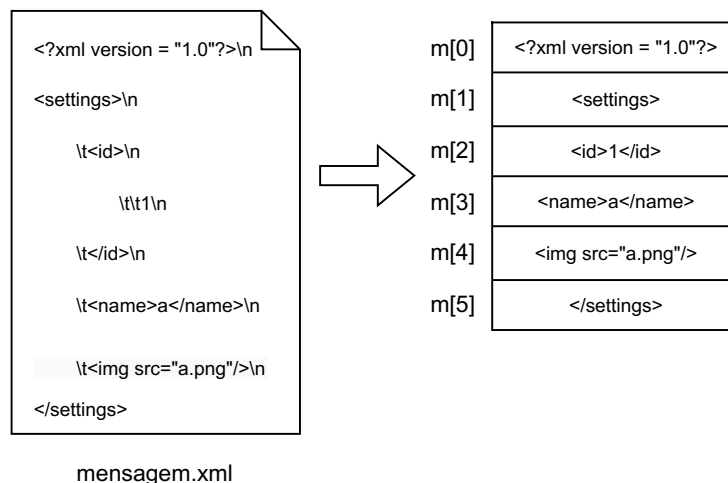 <?xml version = "1.0"?>\n
<settings>\n
\t<id>\n
\t\t1\n
\t</id>\n
\t<name>a</name>\n
\t<img src="a.png"/>\n
</settings>
mensagem.xml
m[0] <?xml version = "1.0"?>
m[1] <settings>
m[2] <id>1</id>
m[3] <name>a</name>
m[4] <img src="a.png"/>
m[5] </settings>